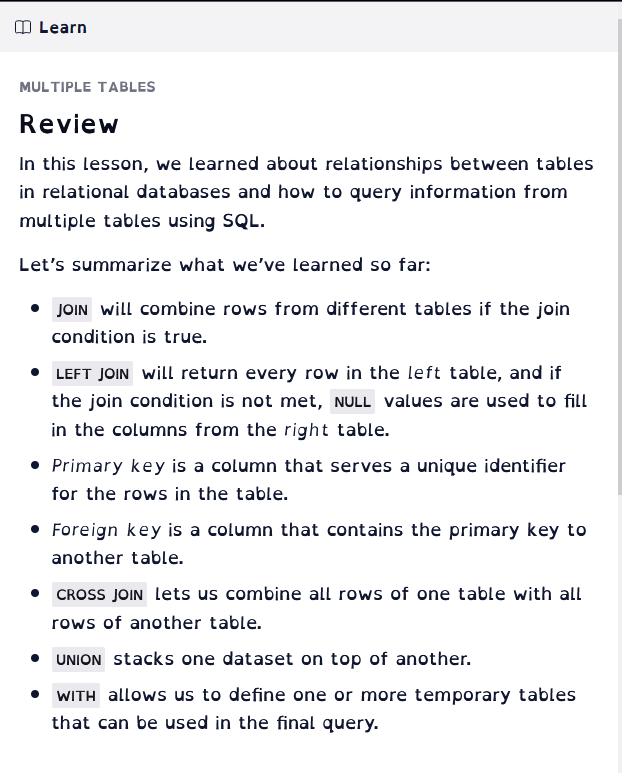 Learn
MULTIPLE TABLES
Review
In this lesson, we learned about relationships between tables
in relational databases and how to query information from
multiple tables using SQL.
Let's summarize what we've learned so far:
• JOIN will combine rows from different tables if the join
condition is true.
• LEFT JOIN will return every row in the left table, and if
the join condition is not met, NULL values are used to fill
in the columns from the right table.
• Primary key is a column that serves a unique identifier
for the rows in the table.
• Foreign key is a column that contains the primary key to
another table.
• CROSS JOIN lets us combine all rows of one table with all
rows of another table.
• UNION stacks one dataset on top of another.
• WITH allows us to define one or more temporary tables
that can be used in the final query.